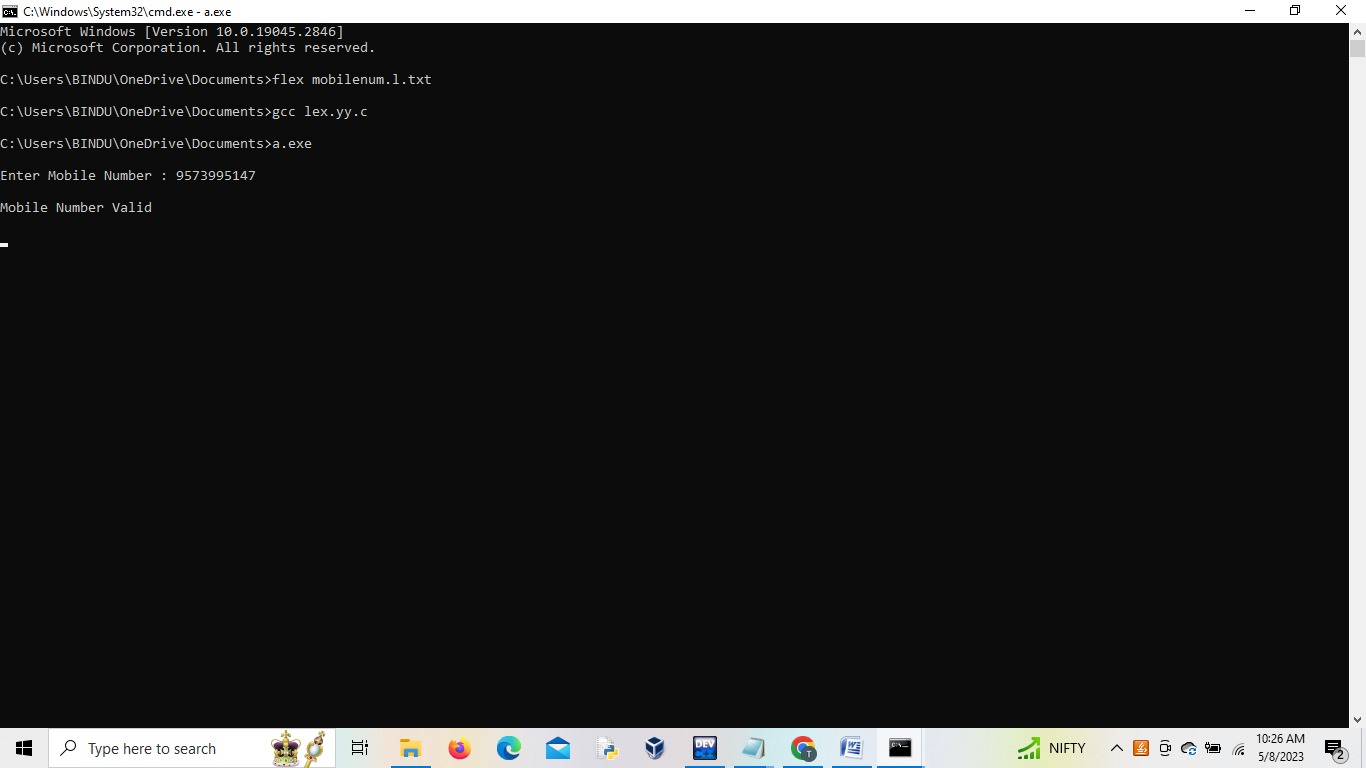 C:\Windows\System32\cmd.exe - a.exe
Microsoft Windows [Version 10.0.19045.2846]
(c) Microsoft Corporation. All rights reserved.
C:\Users\BINDU\OneDrive\Documents>flex mobilenum.l.txt
C:\Users\BINDU\OneDrive\Documents>gcc lex.yy.c
C:\Users\BINDU\OneDrive\Documents>a.exe
Enter Mobile Number : 9573995147
Mobile Number Valid
Type here to search
DEV
T
NIFTY
10:26 AM
5/8/2023
2